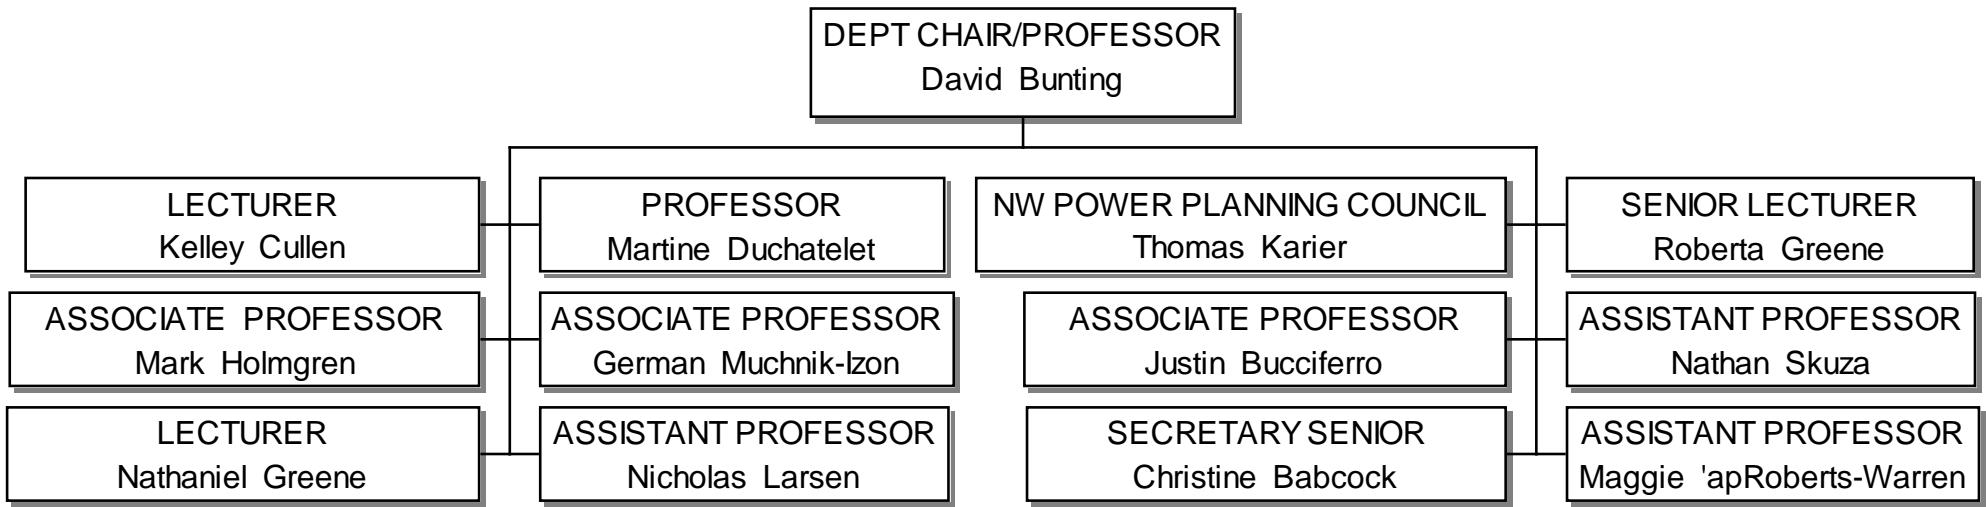 DEPT CHAIR/PROFESSOR
David Bunting
LECTURER
Kelley Cullen
PROFESSOR
Martine Duchatelet
NW POWER PLANNING COUNCIL
Thomas Karier
SENIOR LECTURER
Roberta Greene
ASSOCIATE PROFESSOR
Mark Holmgren
ASSOCIATE PROFESSOR
German Muchnik-Izon
ASSOCIATE PROFESSOR
Justin Bucciferro
ASSISTANT PROFESSOR
Nathan Skuza
LECTURER
Nathaniel Greene
ASSISTANT PROFESSOR
Nicholas Larsen
SECRETARY SENIOR
Christine Babcock
ASSISTANT PROFESSOR
Maggie 'apRoberts-Warren